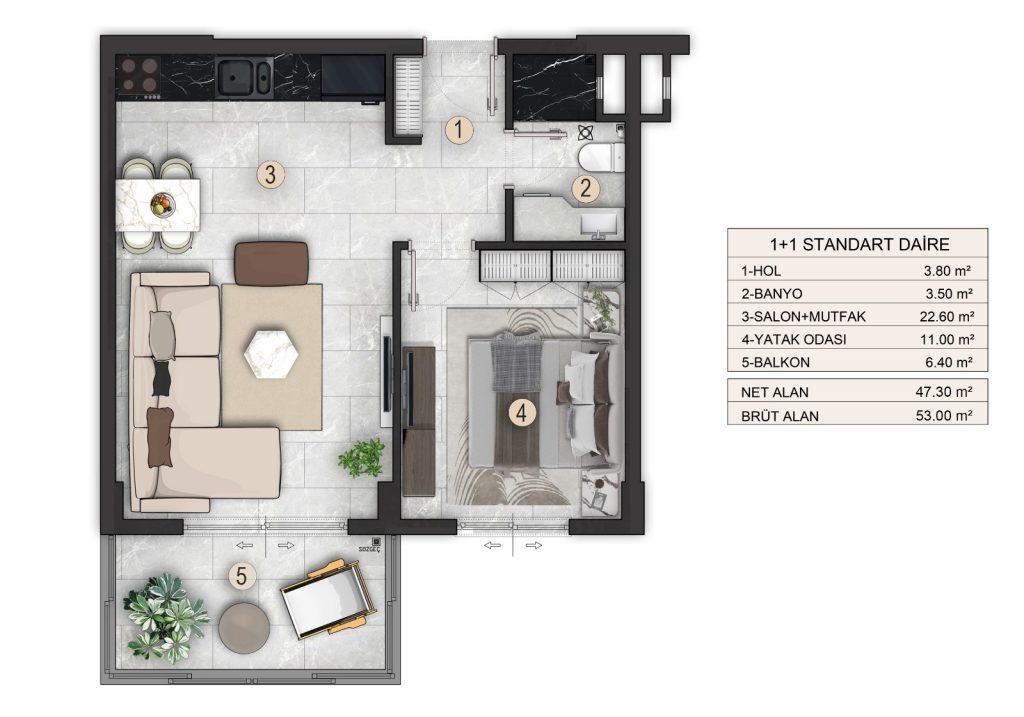 1
3
2
4
5
SÜZGEÇ
1+1 STANDART DAİRE
1-HOL 3.80 m²
2-BANYO 3.50 m²
3-SALON+MUTFAK 22.60 m²
4-YATAK ODASI 11.00 m²
5-BALKON 6.40 m²
NET ALAN 47.30 m²
BRÜT ALAN 53.00 m²